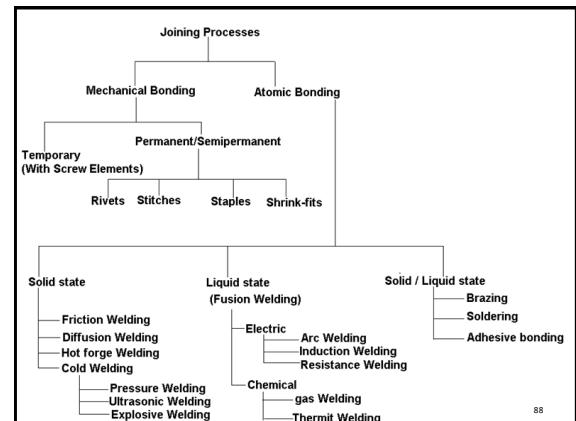 Joining Processes
Mechanical Bonding
Atomic Bonding
Permanent/Semipermanent
Temporary
(With Screw Elements)
Rivets
Stitches
Staples
Shrink-fits
Solid state
Liquid state
(Fusion Welding)
Solid / Liquid state
Friction Welding
Diffusion Welding
Hot forge Welding
Cold Welding
Pressure Welding
Ultrasonic Welding
Explosive Welding
Electric
Arc Welding
Induction Welding
Resistance Welding
Chemical
gas Welding
Thermit Welding
Brazing
Soldering
Adhesive bonding
88